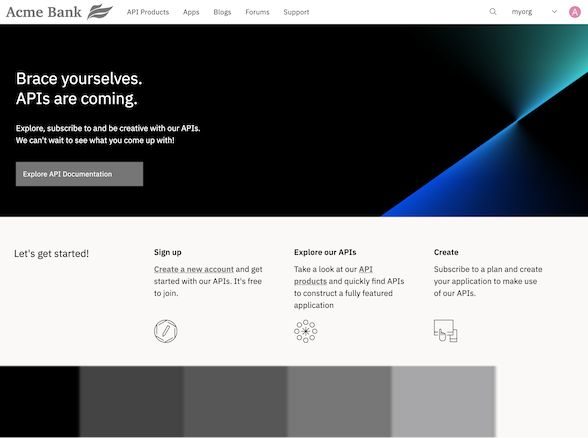 Acme Bank
API Products Apps Blogs Forums Support myorg A
Brace yourselves.
APIs are coming.
Explore, subscribe to and be creative with our APIs.
We can't wait to see what you come up with!
Explore API Documentation
Let's get started!
Sign up
Create a new account and get
started with our APIs. It's free
to join.
Explore our APIs
Take a look at our API
products and quickly find APIs
to construct a fully featured
application
Create
Subscribe to a plan and create
your application to make use
of our APIs.